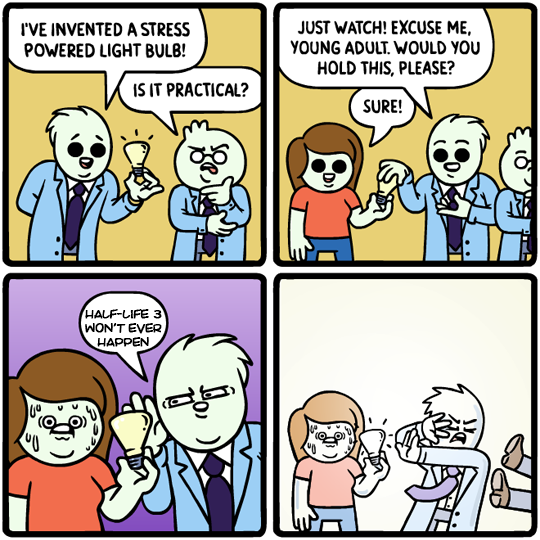 I'VE INVENTED A STRESS
POWERED LIGHT BULB!
IS IT PRACTICAL?
JUST WATCH! EXCUSE ME,
YOUNG ADULT. WOULD YOU
HOLD THIS, PLEASE?
SURE!
HALF-LIFE 3
WON'T EVER
HAPPEN